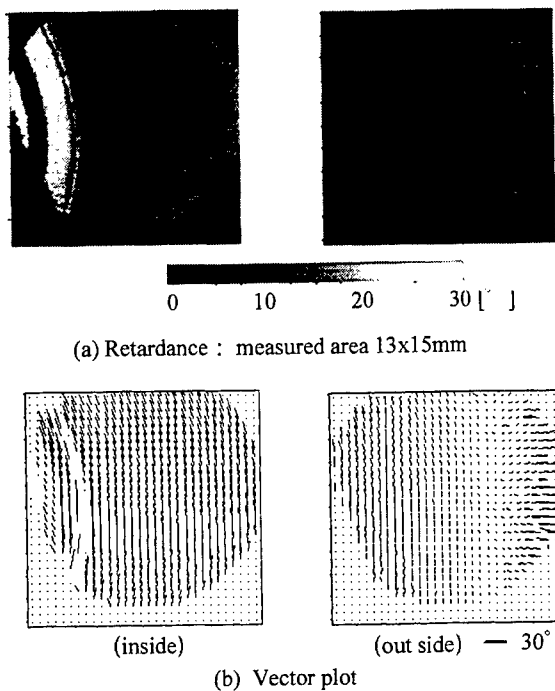 0 10 20 30 [ ]
(a) Retardance : measured area 13x15mm
(inside) (out side) 30°
(b) Vector plot